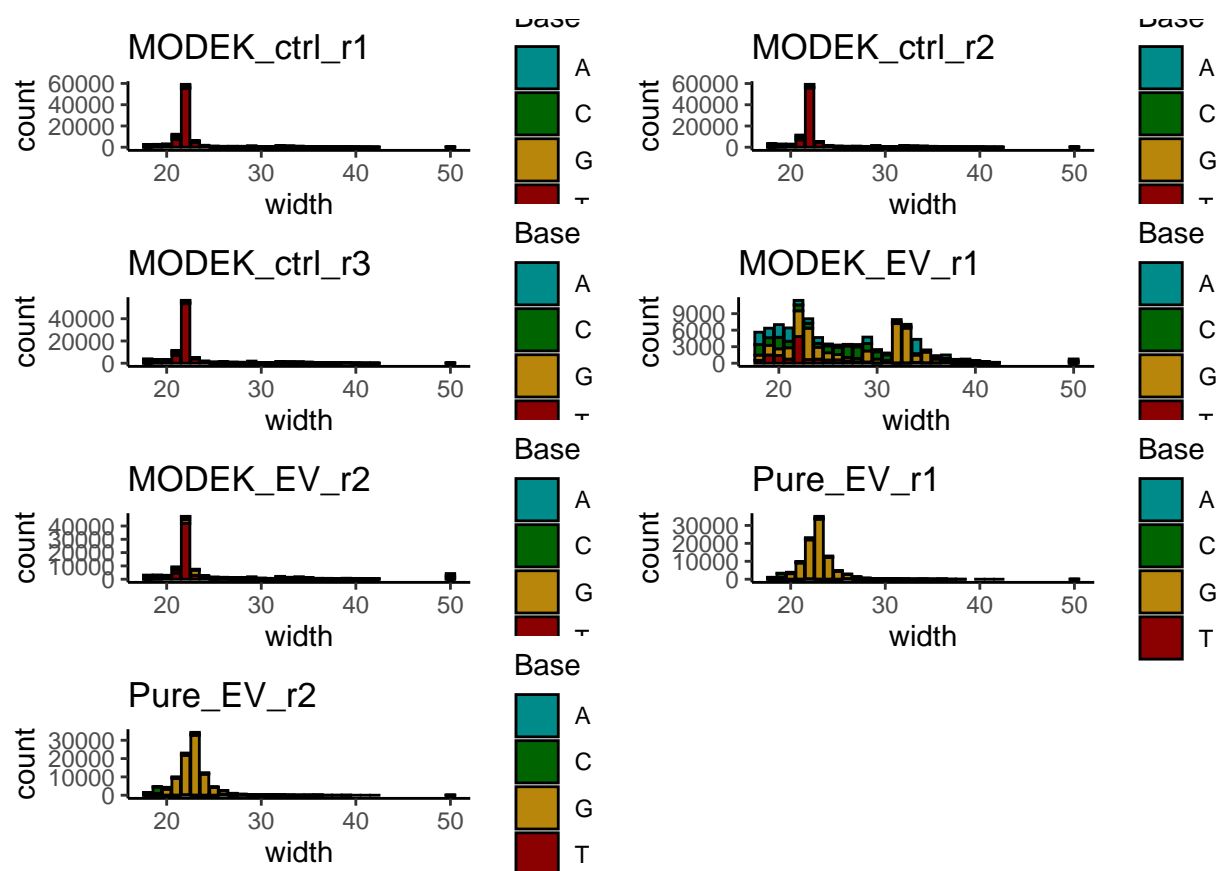 MODEK_ctrl_r1
60000
40000
20000
0
count
20 30 40 50
width
Base
A
C
G
T
MODEK_ctrl_r2
60000
40000
20000
0
count
20 30 40 50
width
Base
A
C
G
T
MODEK_ctrl_r3
40000
20000
0
count
20 30 40 50
width
Base
A
C
G
T
MODEK_EV_r1
9000
6000
3000
0
count
20 30 40 50
width
Base
A
C
G
T
MODEK_EV_r2
40000
30000
20000
10000
0
count
20 30 40 50
width
Base
A
C
G
T
Pure_EV_r1
30000
20000
10000
0
count
20 30 40 50
width
Base
A
C
G
T
Pure_EV_r2
30000
20000
10000
0
count
20 30 40 50
width
Base
A
C
G
T